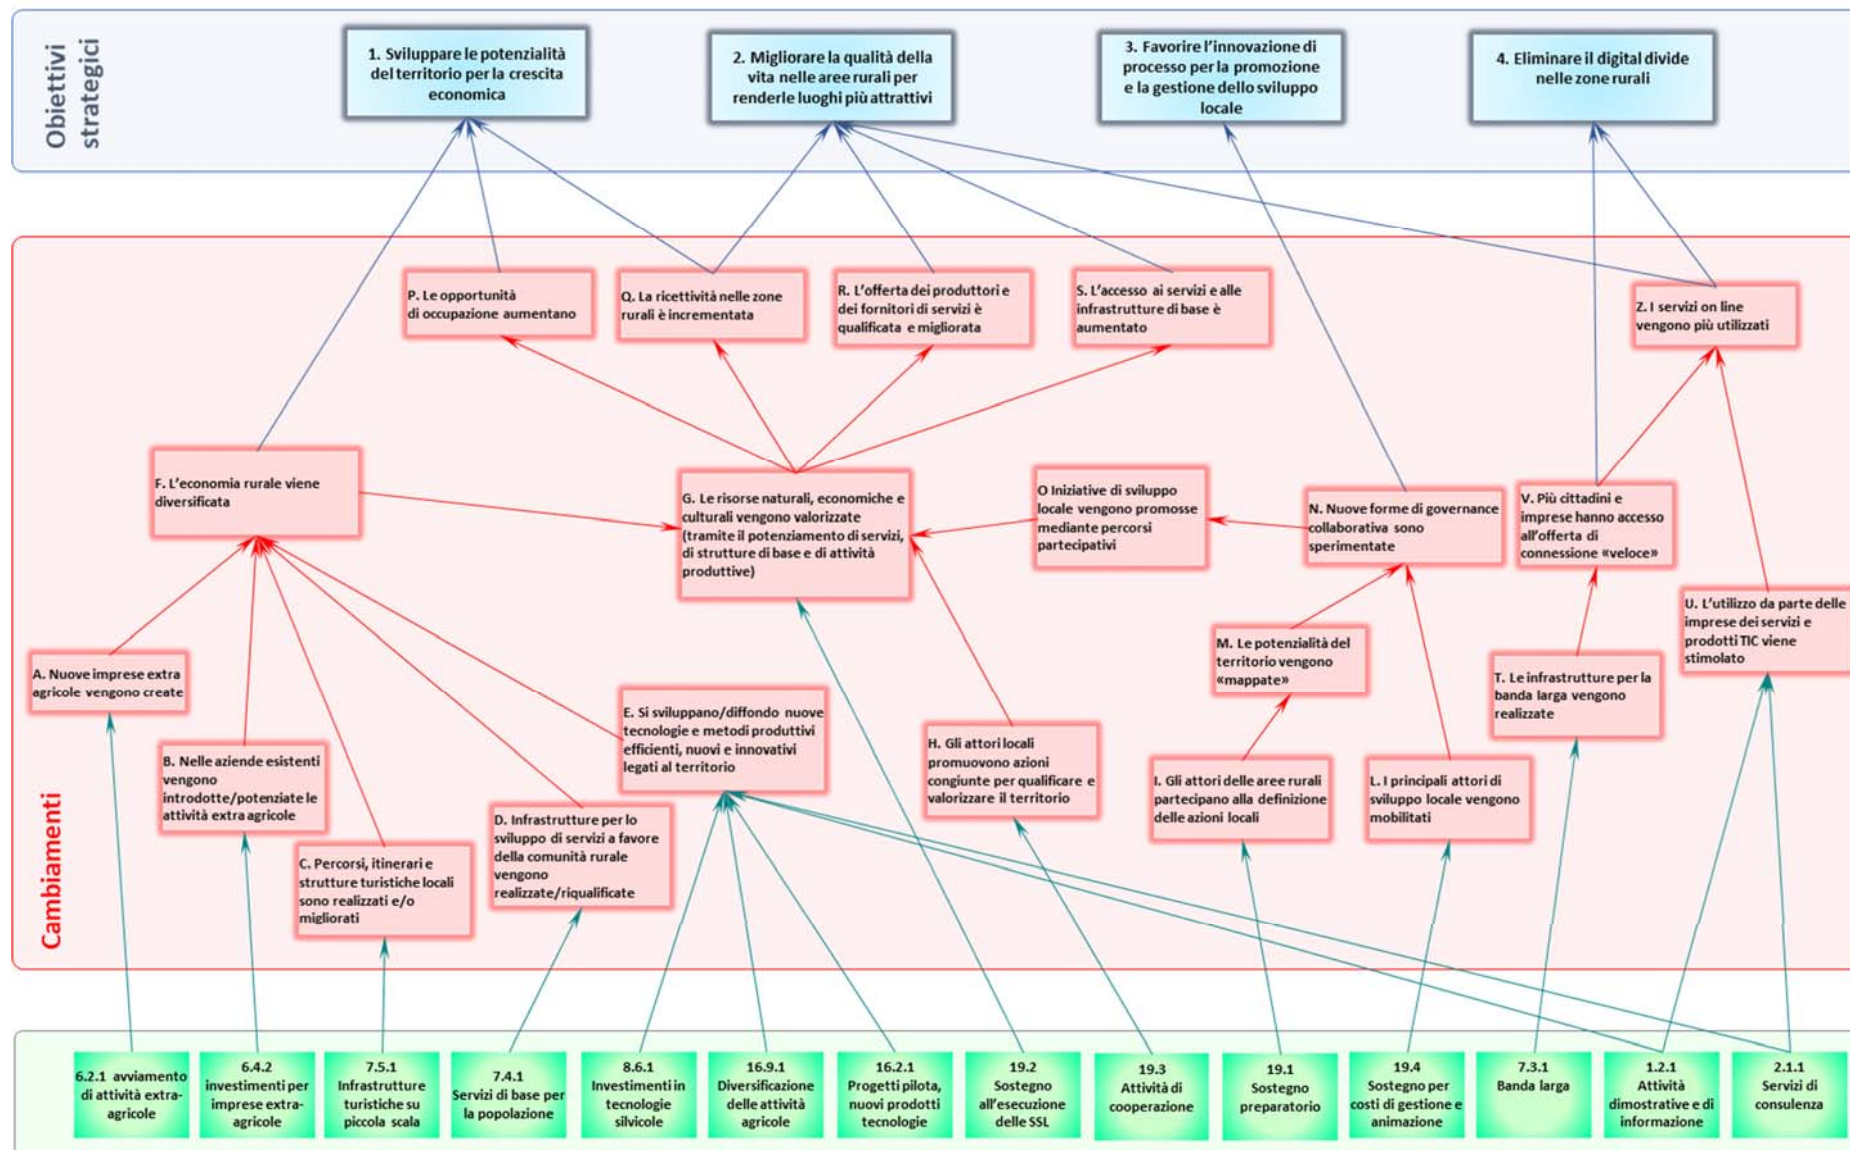 Obiettivi
strategici
1. Sviluppare le potenzialità
del territorio per la crescita
economica
2. Migliorare la qualità della
vita nelle aree rurali per
renderle luoghi più attrattivi
3. Favorire l'innovazione di
processo per la promozione
e la gestione dello sviluppo
locale
4. Eliminare il digital divide
nelle zone rurali
Cambiamenti
P. Le opportunità
di occupazione aumentano
Q. La ricettività nelle zone
rurali è incrementata
R. L'offerta dei produttori e
dei fornitori di servizi è
qualificata e migliorata
S. L'accesso ai servizi e alle
infrastrutture di base è
aumentato
Z. I servizi on line
vengono più utilizzati
F. L'economia rurale viene
diversificata
G. Le risorse naturali, economiche e
culturali vengono valorizzate
(tramite il potenziamento di servizi,
di strutture di base e di attività
produttive)
O Iniziative di sviluppo
locale vengono promosse
mediante percorsi
partecipativi
N. Nuove forme di governance
collaborativa sono
sperimentate
V. Più cittadini e
imprese hanno accesso
all'offerta di
connessione «veloce»
U. L'utilizzo da parte delle
imprese dei servizi e
prodotti TIC viene
stimolato
A. Nuove imprese extra
agricole vengono create
M. Le potenzialità del
territorio vengono
«mappate»
T. Le infrastrutture per la
banda larga vengono
realizzate
B. Nelle aziende esistenti
vengono
introdotte/potenziate le
attività extra agricole
E. Si sviluppano/diffondo nuove
tecnologie e metodi produttivi
efficienti, nuovi e innovativi
legati al territorio
H. Gli attori locali
promuovono azioni
congiunte per qualificare e
valorizzare il territorio
I. Gli attori delle aree rurali
partecipano alla definizione
delle azioni locali
L. I principali attori di
sviluppo locale vengono
mobilitati
C. Percorsi, itinerari e
strutture turistiche locali
sono realizzati e/o
migliorati
D. Infrastrutture per lo
sviluppo di servizi a favore
della comunità rurale
vengono
realizzate/riqualificate
6.2.1 avviamento
di attività extra-
agricole
6.4.2
investimenti per
imprese extra-
agricole
7.5.1
Infrastrutture
turistiche su
piccola scala
7.4.1
Servizi di base per
la popolazione
8.6.1
Investimenti in
tecnologie
silvicole
16.9.1
Diversificazione
delle attività
agricole
16.2.1
Progetti pilota,
nuovi prodotti
tecnologie
19.2
Sostegno
all'esecuzione
delle SSL
19.3
Attività di
cooperazione
19.1
Sostegno
preparatorio
19.4
Sostegno per
costi di gestione e
animazione
7.3.1
Banda larga
1.2.1
Attività
dimostrative e di
informazione
2.1.1
Servizi di
consulenza